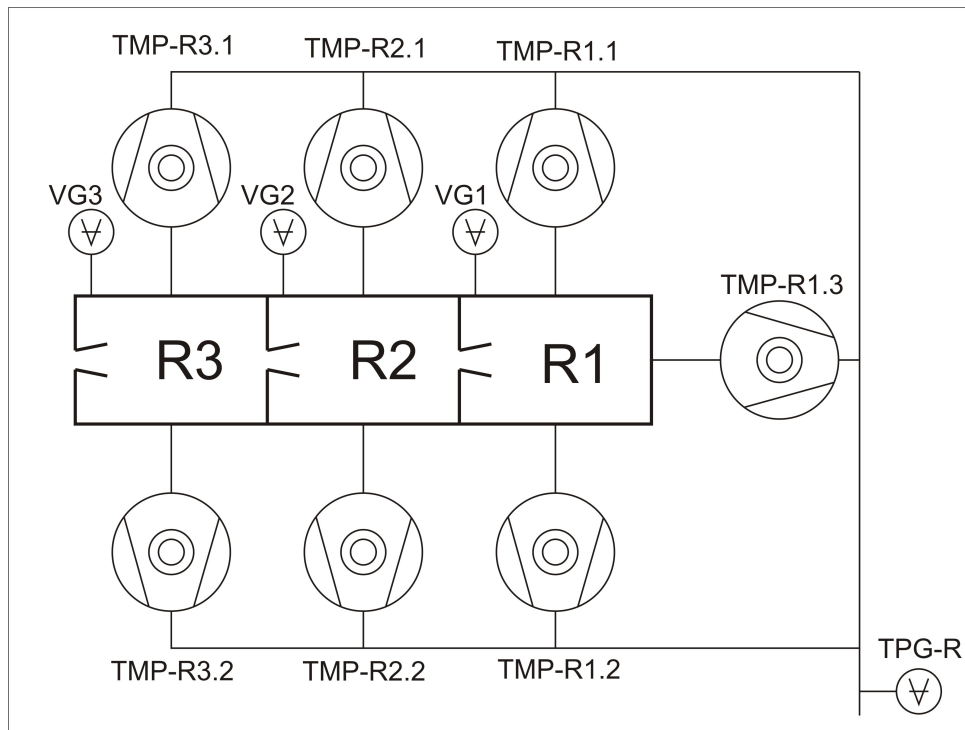 TMP-R3.1
TMP-R2.1
TMP-R1.1
VG3
VG2
VG1
TMP-R1.3
R3
R2
R1
TMP-R3.2
TMP-R2.2
TMP-R1.2
TPG-R